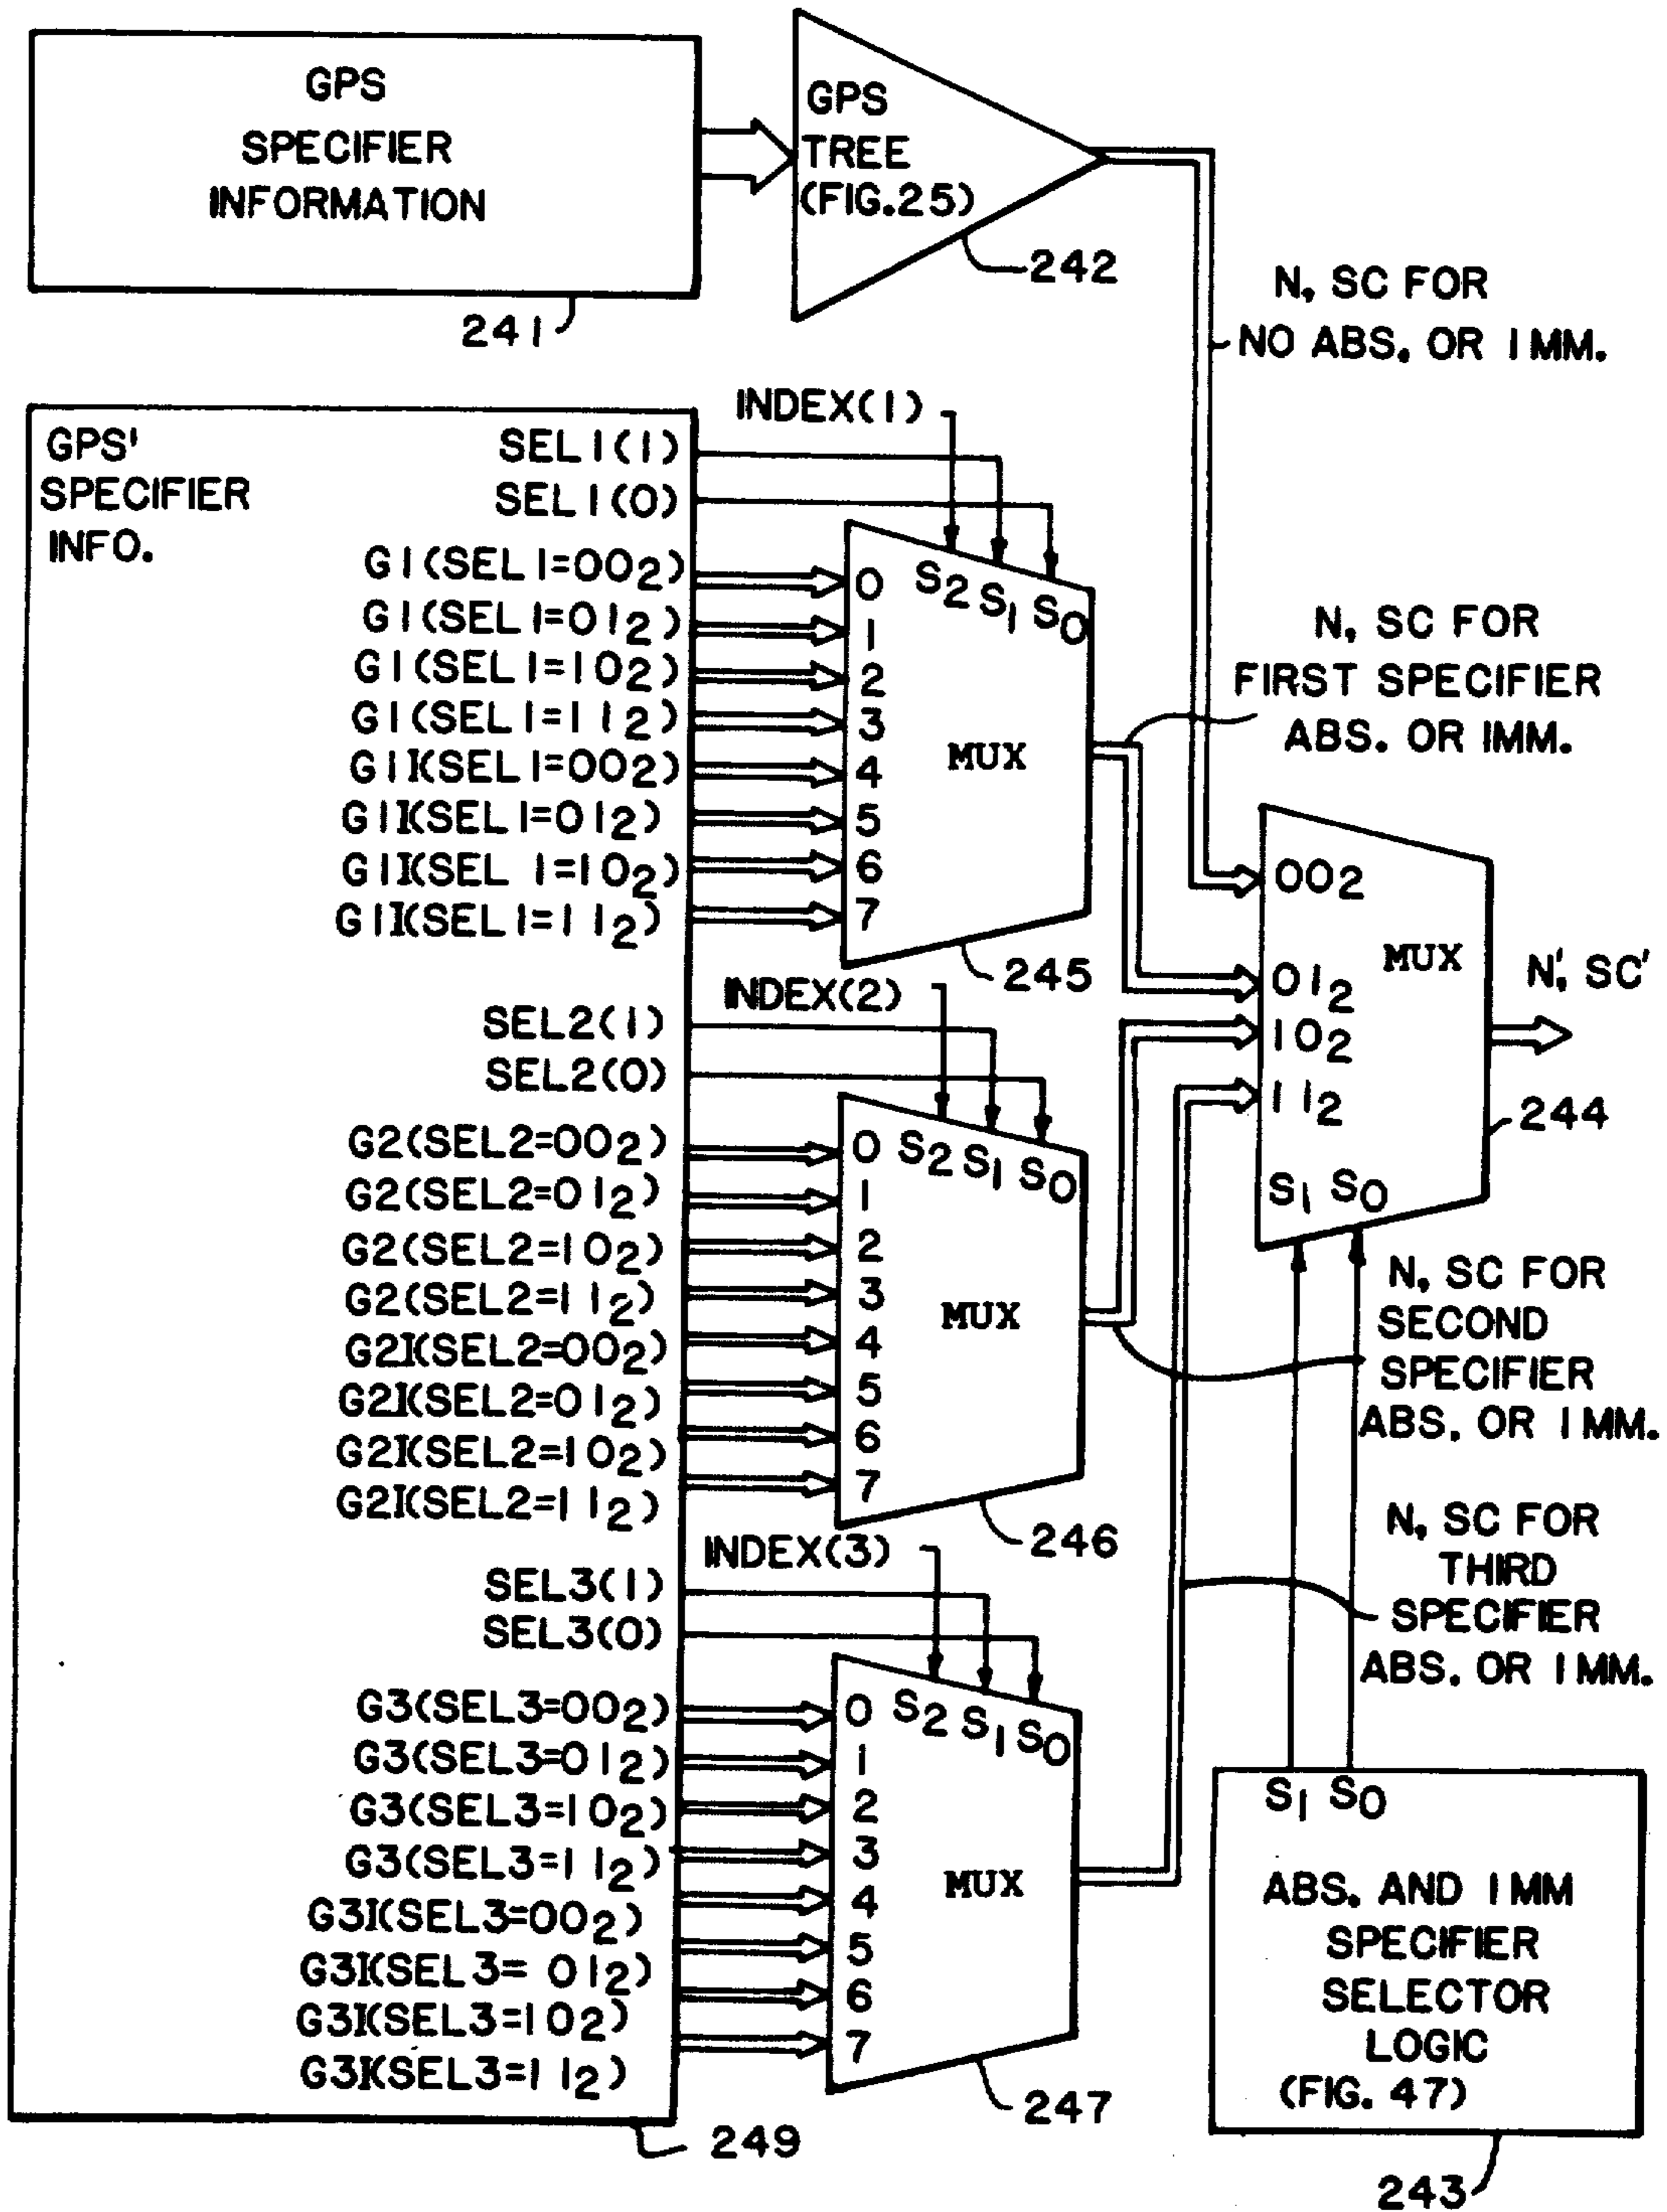 GPS
SPECIFIER
INFORMATION
241
GPS
TREE
(FIG.25)
242
N, SC FOR
NO ABS. OR IMM.
GPS'
SPECIFIER
INFO.
INDEX(1)
SEL1(1)
SEL1(0)
G1(SEL1=00₂)
G1(SEL1=01₂)
G1(SEL1=10₂)
G1(SEL1=11₂)
G1I(SEL1=00₂)
G1I(SEL1=01₂)
G1I(SEL1=10₂)
G1I(SEL1=11₂)
0
1
2
3
4
5
6
7
S₂ S₁ S₀
MUX
245
N, SC FOR
FIRST SPECIFIER
ABS. OR IMM.
INDEX(2)
SEL2(1)
SEL2(0)
G2(SEL2=00₂)
G2(SEL2=01₂)
G2(SEL2=10₂)
G2(SEL2=11₂)
G2I(SEL2=00₂)
G2I(SEL2=01₂)
G2I(SEL2=10₂)
G2I(SEL2=11₂)
0
1
2
3
4
5
6
7
S₂ S₁ S₀
MUX
246
00₂
01₂
10₂
11₂
MUX
S₁ S₀
N', SC'
244
N, SC FOR
SECOND
SPECIFIER
ABS. OR IMM.
INDEX(3)
SEL3(1)
SEL3(0)
G3(SEL3=00₂)
G3(SEL3=01₂)
G3(SEL3=10₂)
G3(SEL3=11₂)
G3I(SEL3=00₂)
G3I(SEL3= 01₂)
G3I(SEL3=10₂)
G3I(SEL3=11₂)
0
1
2
3
4
5
6
7
S₂ S₁ S₀
MUX
247
249
N, SC FOR
THIRD
SPECIFIER
ABS. OR IMM.
S₁ S₀
ABS. AND IMM
SPECIFIER
SELECTOR
LOGIC
(FIG. 47)
243